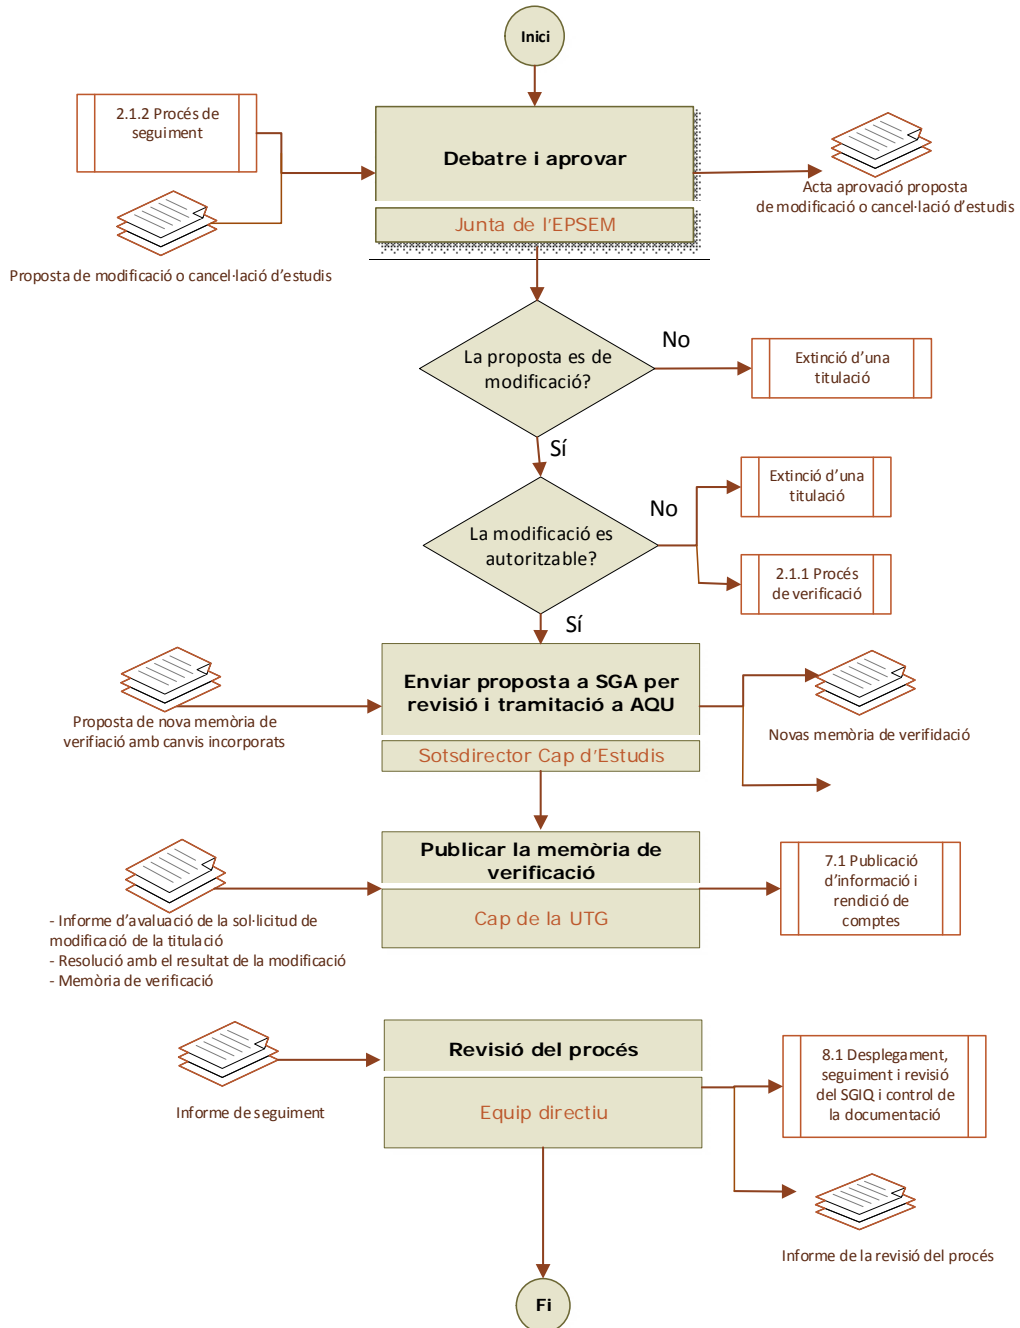 Inici
2.1.2 Procés de
seguiment
Debatre i aprovar
Junta de l'EPSEM
Acta aprovació proposta
de modificació o cancel·lació d'estudis
Proposta de modificació o cancel·lació d'estudis
La proposta es de
modificació?
No
Extinció d'una
titulació
Sí
La modificació es
autoritzable?
No
Extinció d'una
titulació
2.1.1 Procés
de verificació
Sí
Proposta de nova memòria de
verifiació amb canvis incorporats
Enviar proposta a SGA per
revisió i tramitació a AQU
Sotsdirector Cap d'Estudis
Novas memòria de verifidació
Publicar la memòria de
verificació
Cap de la UTG
7.1 Publicació
d'informació i
rendició de
comptes
- Informe d'avaluació de la sol·licitud de
modificació de la titulació
- Resolució amb el resultat de la modificació
- Memòria de verificació
Informe de seguiment
Revisió del procés
Equip directiu
8.1 Desplegament,
seguiment i revisió
del SGIQ i control de
la documentació
Informe de la revisió del procés
Fi